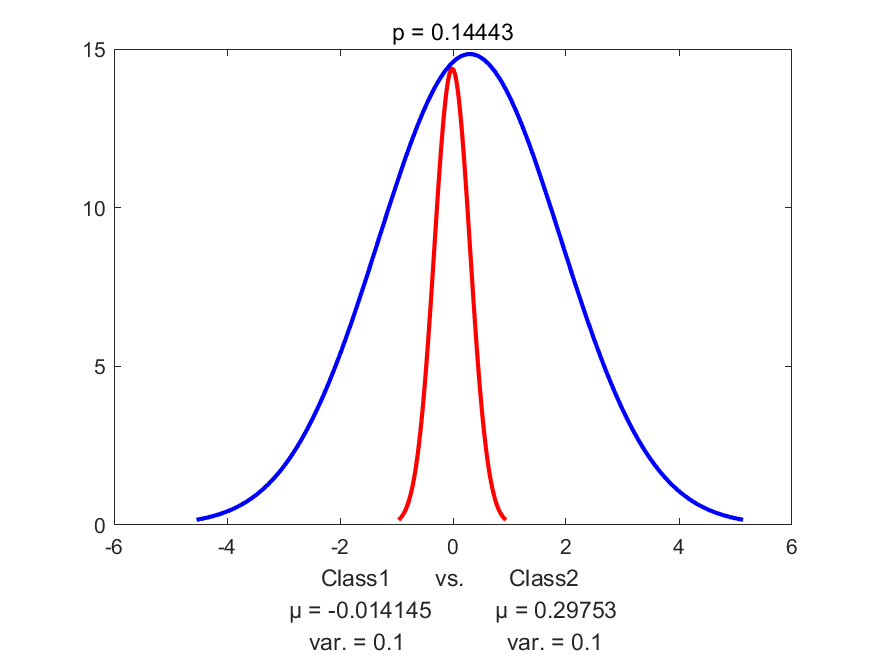 p = 0.14443
15
10
5
0
-6 -4 -2 0 2 4 6
Class1 vs. Class2
μ = -0.014145 μ = 0.29753
var. = 0.1 var. = 0.1